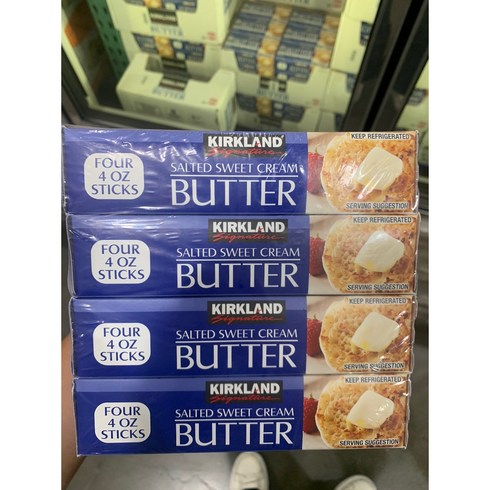 BUTTER
BUTTER
KIRKLAND
Signature
KEEP REFRIGERATED
FOUR
4 OZ
STICKS
SALTED SWEET CREAM
BUTTER
SERVING SUGGESTION
KIRKLAND
Signature
KEEP REFRIGERATED
FOUR
4 OZ
STICKS
SALTED SWEET CREAM
BUTTER
SERVING SUGGESTION
KIRKLAND
Signature
KEEP REFRIGERATED
FOUR
4 OZ
STICKS
SALTED SWEET CREAM
BUTTER
SERVING SUGGESTION
KIRKLAND
Signature
KEEP REFRIGERATED
FOUR
4 OZ
STICKS
SALTED SWEET CREAM
BUTTER
SERVING SUGGESTION